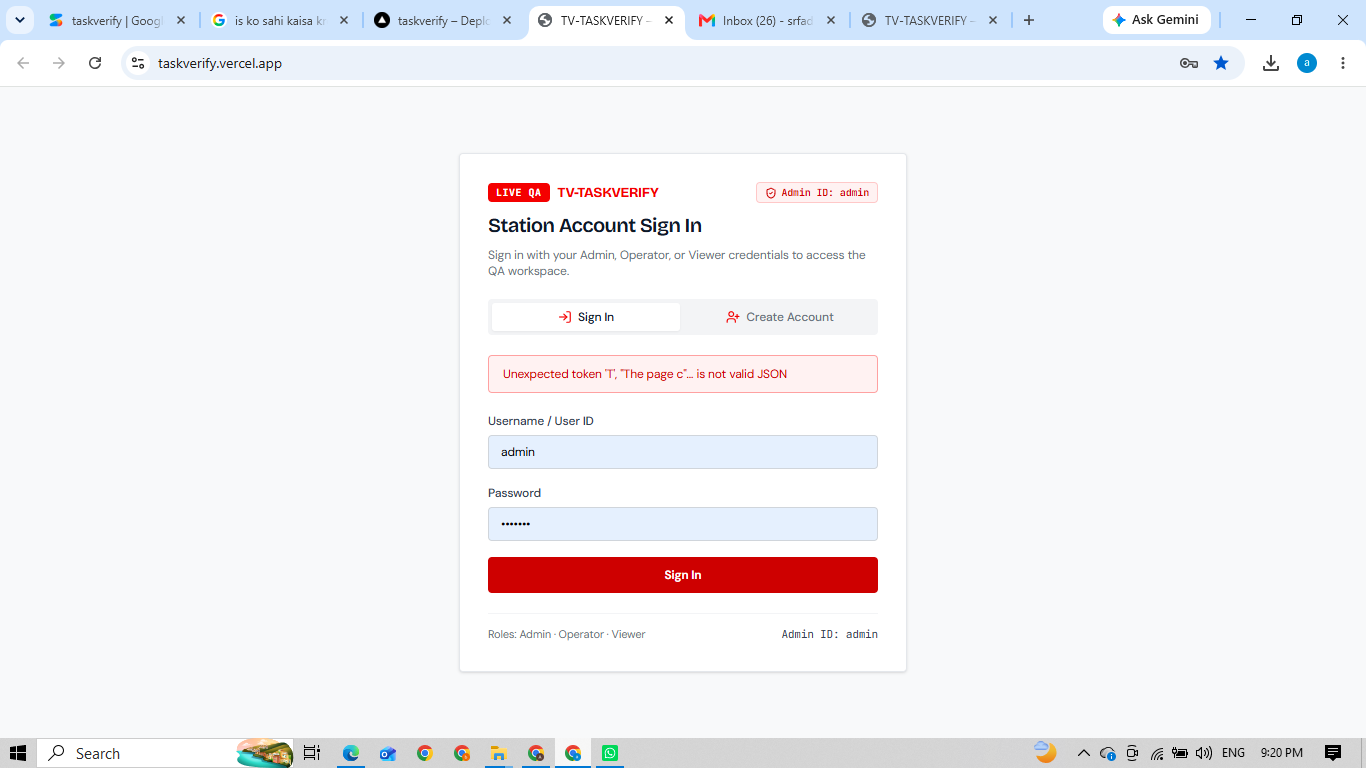 taskverify | Googl
is ko sahi kaisa kr
taskverify – Deplo
TV-TASKVERIFY –
Inbox (26) - srfad
TV-TASKVERIFY –
Ask Gemini
taskverify.vercel.app
a
LIVE QA
TV-TASKVERIFY
Admin ID: admin
Station Account Sign In
Sign in with your Admin, Operator, or Viewer credentials to access the
QA workspace.
Sign In
Create Account
Unexpected token 'T', "The page c"... is not valid JSON
Username / User ID
admin
Password
•••••••
Sign In
Roles: Admin · Operator · Viewer
Admin ID: admin
Search
ENG
9:20 PM